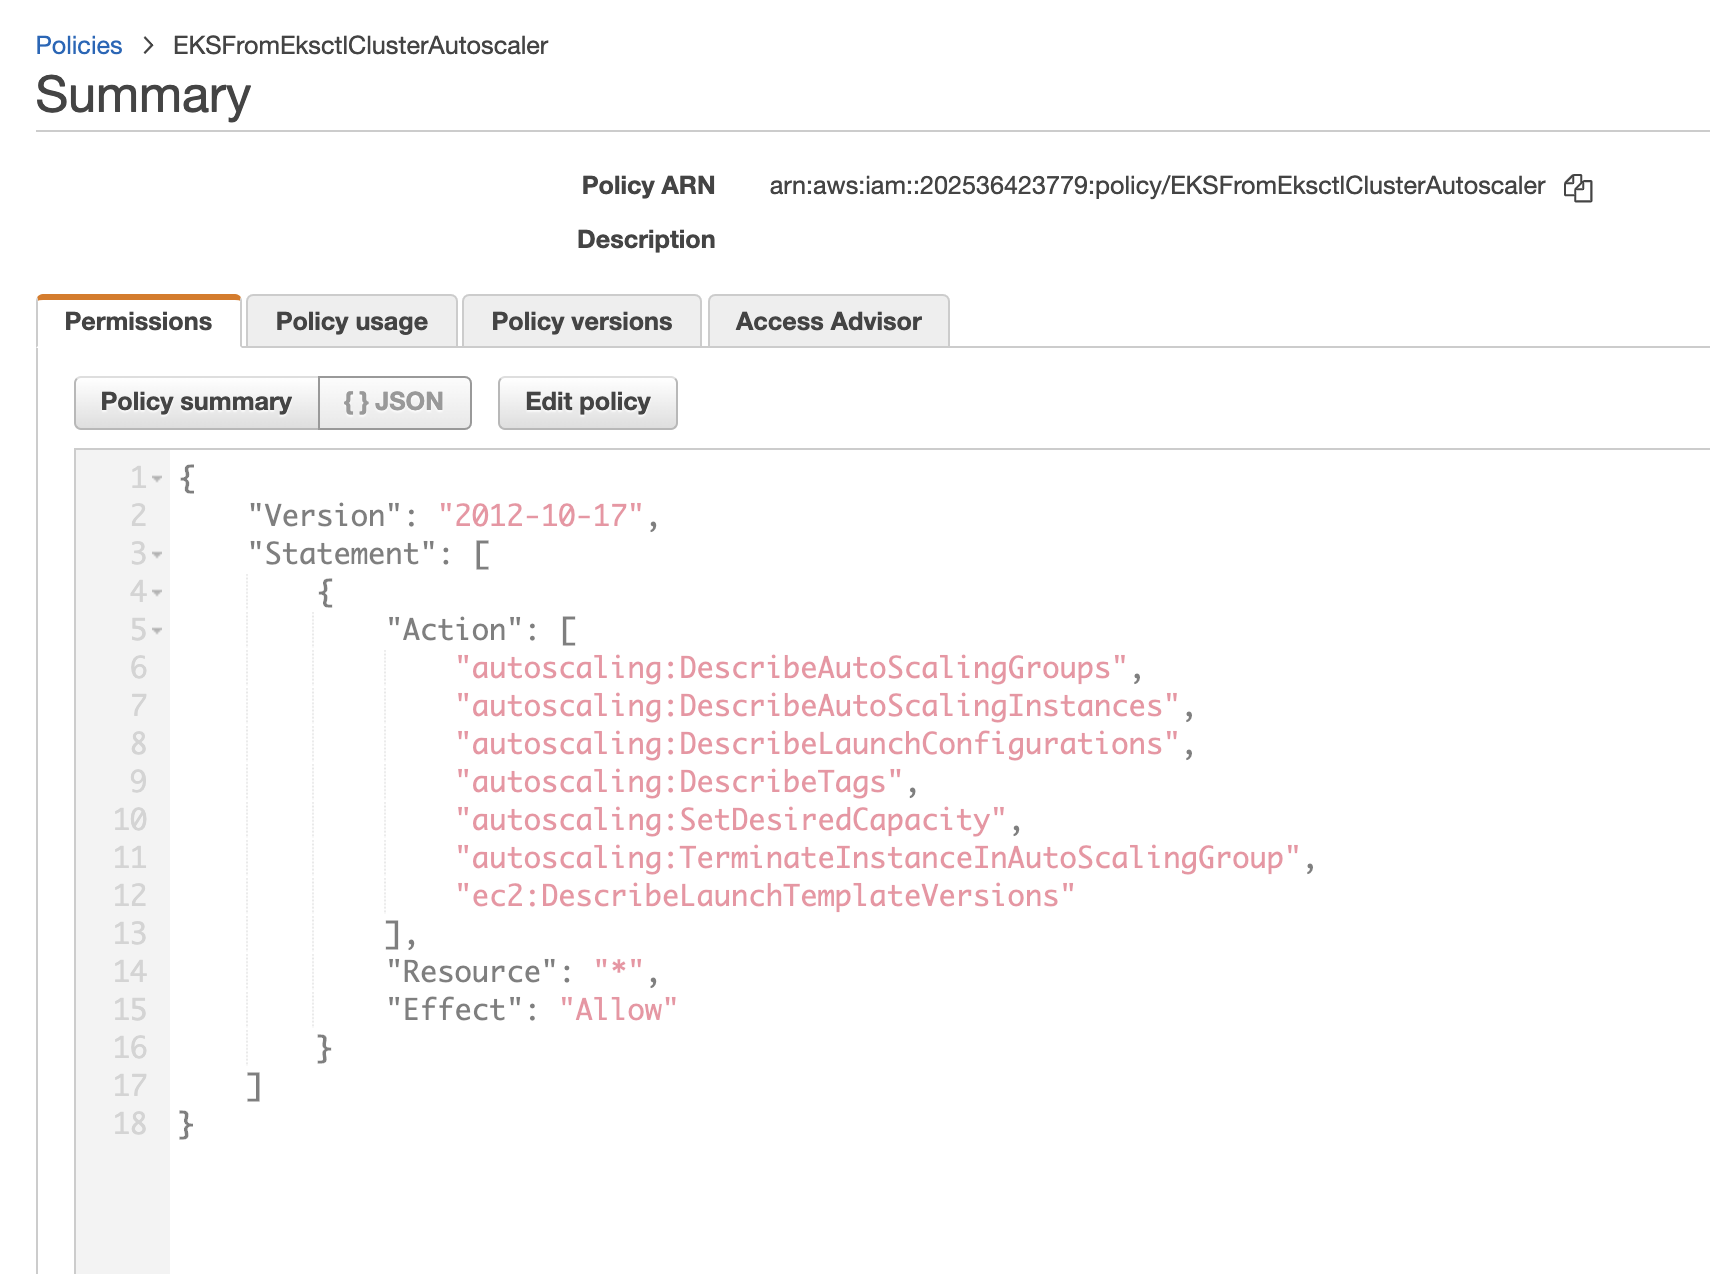 Policies > EKSFromEksctlClusterAutoscaler
Summary
Policy ARN arn:aws:iam::202536423779:policy/EKSFromEksctlClusterAutoscaler
Description
Permissions Policy usage Policy versions Access Advisor
Policy summary { } JSON Edit policy
1 {
2 "Version": "2012-10-17",
3 "Statement": [
4 {
5 "Action": [
6 "autoscaling:DescribeAutoScalingGroups",
7 "autoscaling:DescribeAutoScalingInstances",
8 "autoscaling:DescribeLaunchConfigurations",
9 "autoscaling:DescribeTags",
10 "autoscaling:SetDesiredCapacity",
11 "autoscaling:TerminateInstanceInAutoScalingGroup",
12 "ec2:DescribeLaunchTemplateVersions"
13 ],
14 "Resource": "*",
15 "Effect": "Allow"
16 }
17 ]
18 }